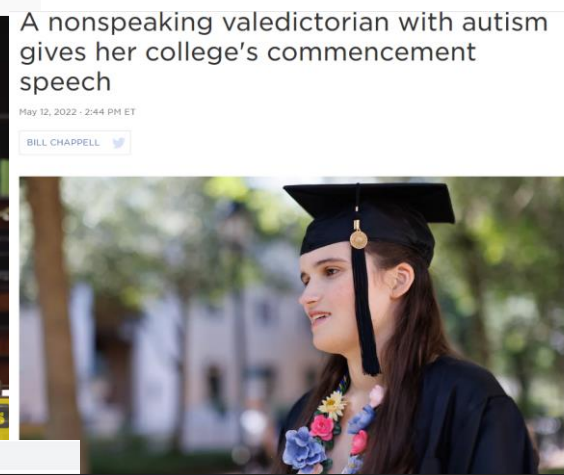 A nonspeaking valedictorian with autism
gives her college's commencement
speech
May 12, 2022 · 2:44 PM ET
BILL CHAPPELL